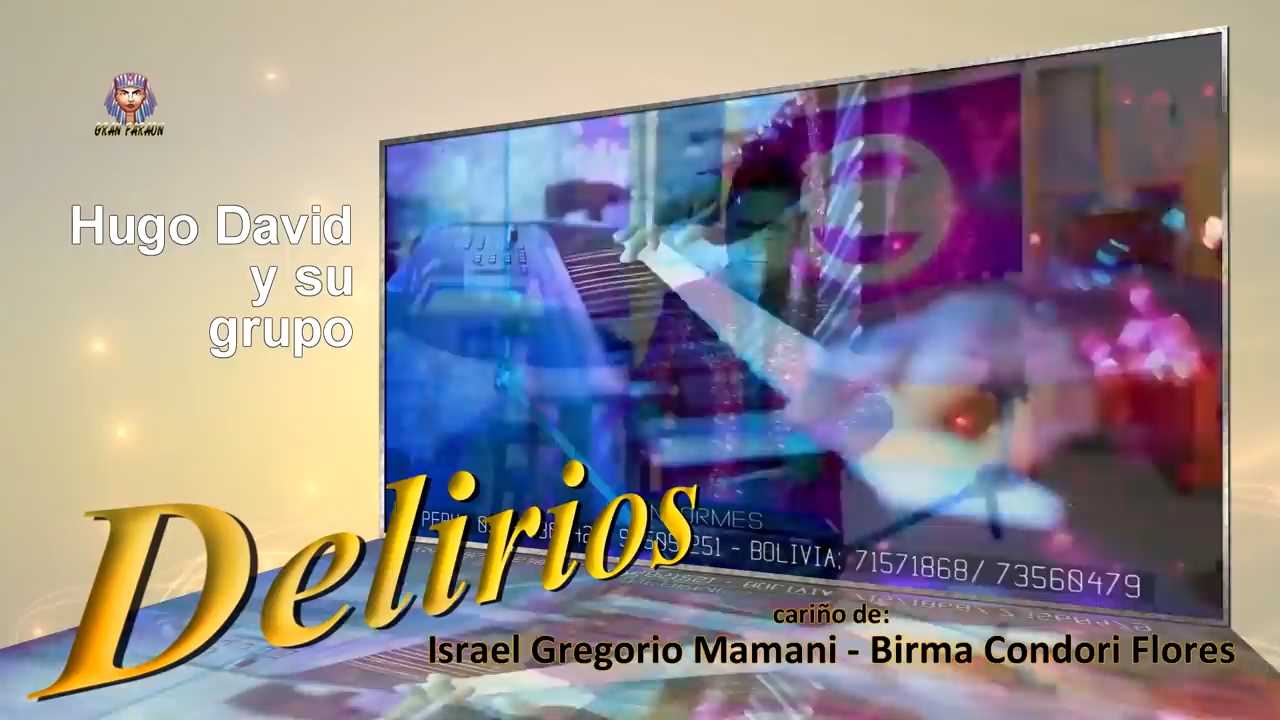 GRAN FARAON
Hugo David
y su
grupo
Delirios
INFORMES
BOLIVIA: 71571868/ 73560479
cariño de:
Israel Gregorio Mamani - Birma Condori Flores